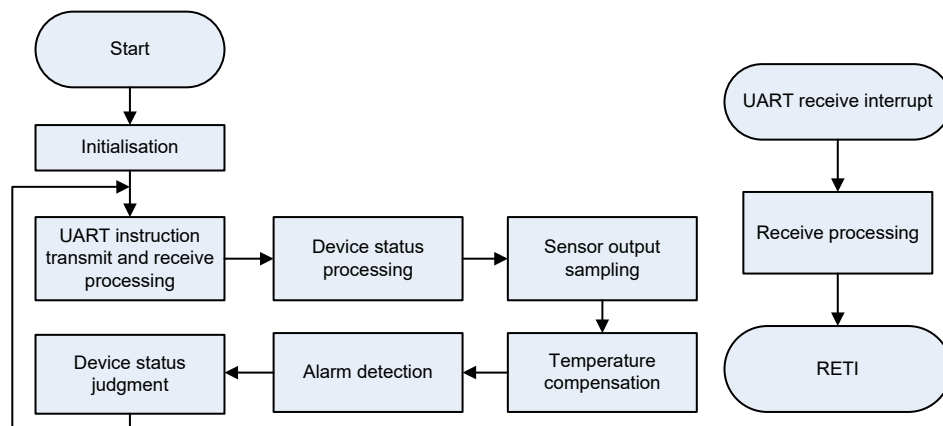 Start
Initialisation
UART instruction
transmit and receive
processing
Device status
processing
Sensor output
sampling
Temperature
compensation
Alarm detection
Device status
judgment
UART receive interrupt
Receive processing
RETI